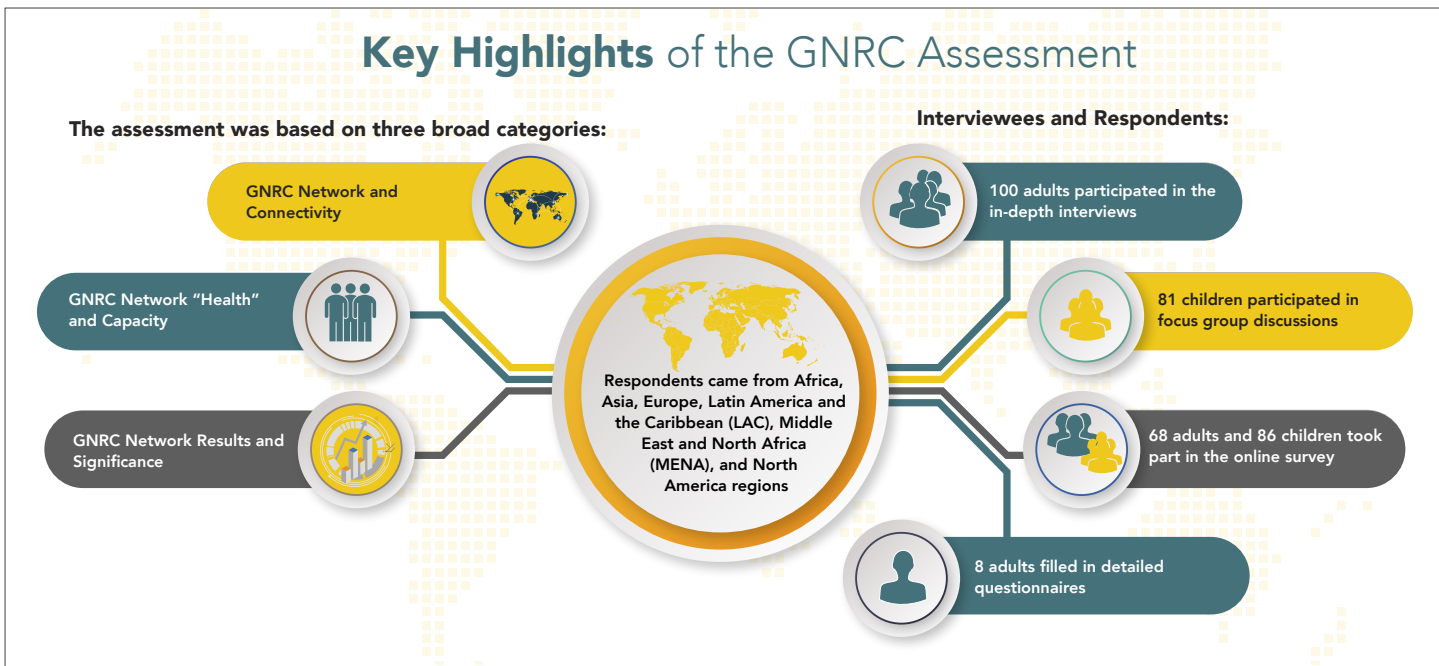 Key Highlights of the GNRC Assessment
The assessment was based on three broad categories:
GNRC Network and
Connectivity
GNRC Network “Health”
and Capacity
GNRC Network Results and
Significance
Respondents came from Africa,
Asia, Europe, Latin America and
the Caribbean (LAC), Middle
East and North Africa
(MENA), and North
America regions
Interviewees and Respondents:
100 adults participated in the
in-depth interviews
81 children participated in
focus group discussions
68 adults and 86 children took
part in the online survey
8 adults filled in detailed
questionnaires